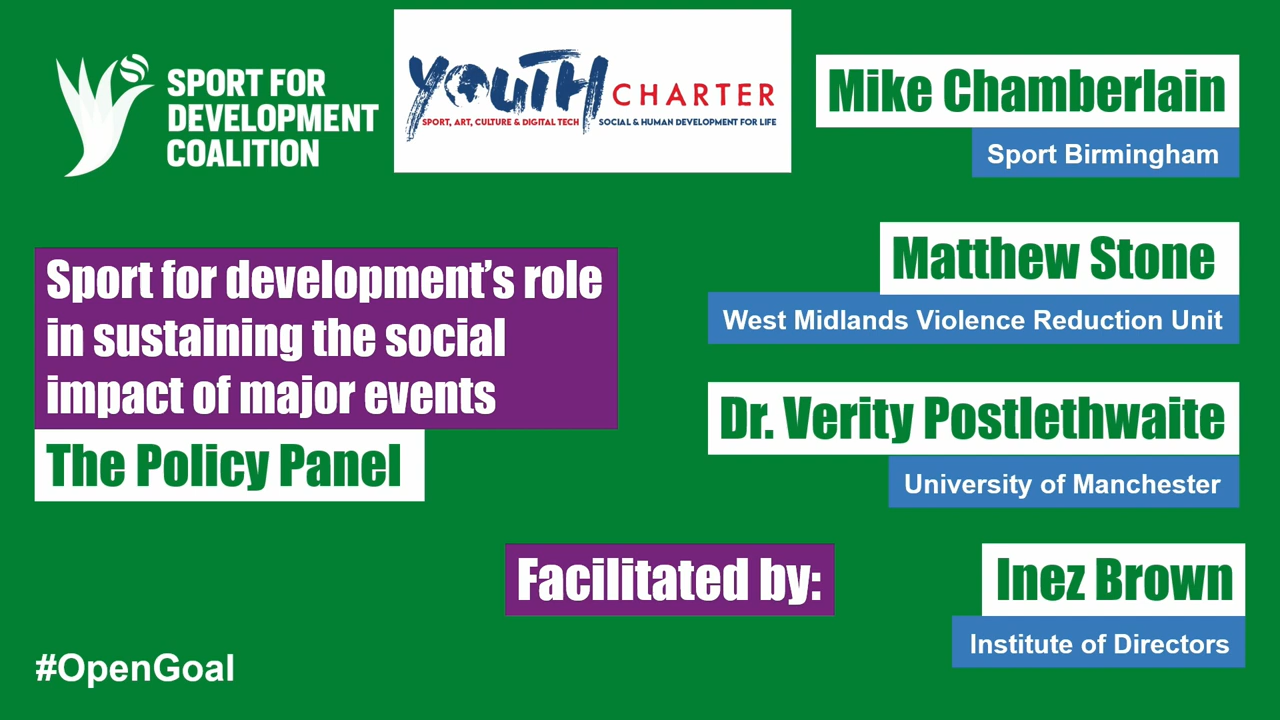 SPORT FOR
DEVELOPMENT
COALITION
YOUTH CHARTER
SPORT, ART, CULTURE & DIGITAL TECH SOCIAL & HUMAN DEVELOPMENT FOR LIFE
Mike Chamberlain
Sport Birmingham
Matthew Stone
West Midlands Violence Reduction Unit
Sport for development's role
in sustaining the social
impact of major events
The Policy Panel
Dr. Verity Postlethwaite
University of Manchester
Facilitated by:
Inez Brown
Institute of Directors
#OpenGoal